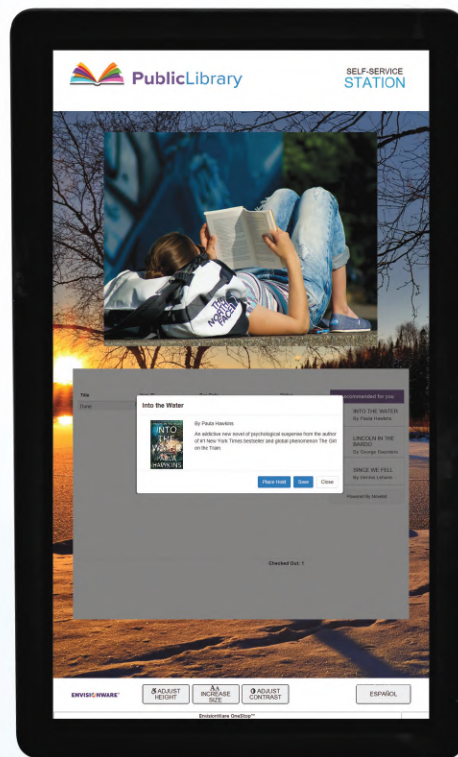 PublicLibrary
SELF-SERVICE
STATION
THE
NORTH
FACE
Title
Recommended for you
Into the Water
INTO
THE
WATER
HAWKINS
By Paula Hawkins
An addictive new novel of psychological suspense from the author
of #1 New York Times bestseller and global phenomenon The Girl
on the Train.
Place Hold
Save
Close
INTO THE WATER
By Paula Hawkins
LINCOLN IN THE
BARDO
By George Saunders
SINCE WE FELL
By Dennis Lehane
Powered By Novelist
Checked Out: 1
ENVISIONWARE™
ADJUST
HEIGHT
AA
INCREASE
SIZE
ADJUST
CONTRAST
ESPAÑOL
EnvisionWare OneStop™